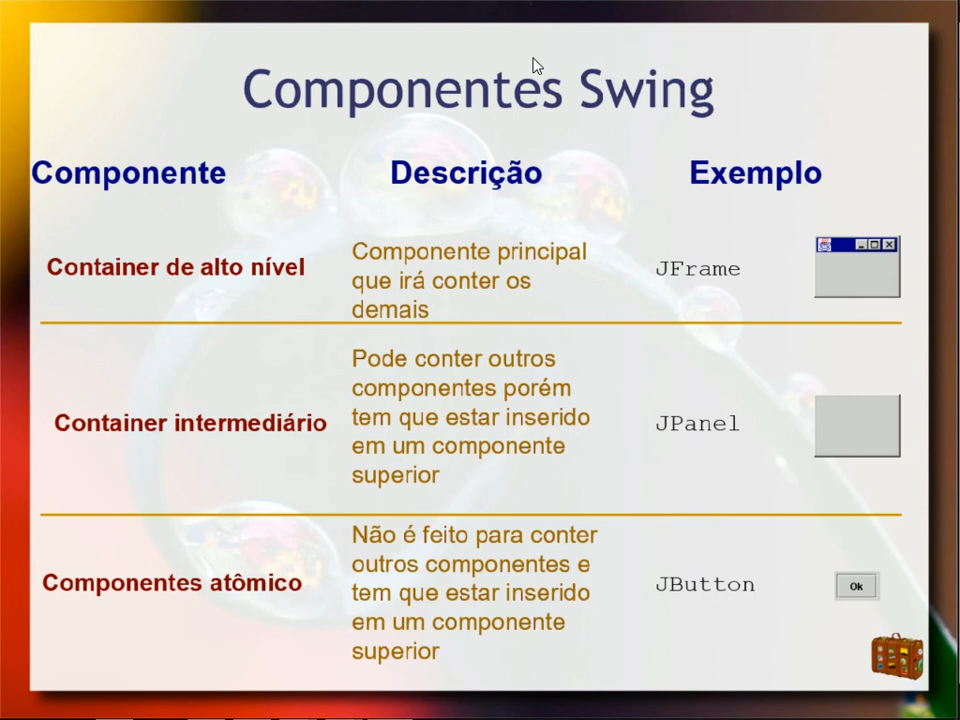 Componentes Swing
Componente Descrição Exemplo
Container de alto nível
Componente principal
que irá conter os
demais
JFrame
Container intermediário
Pode conter outros
componentes porém
tem que estar inserido
em um componente
superior
JPanel
Componentes atômico
Não é feito para conter
outros componentes e
tem que estar inserido
em um componente
superior
JButton
Ok